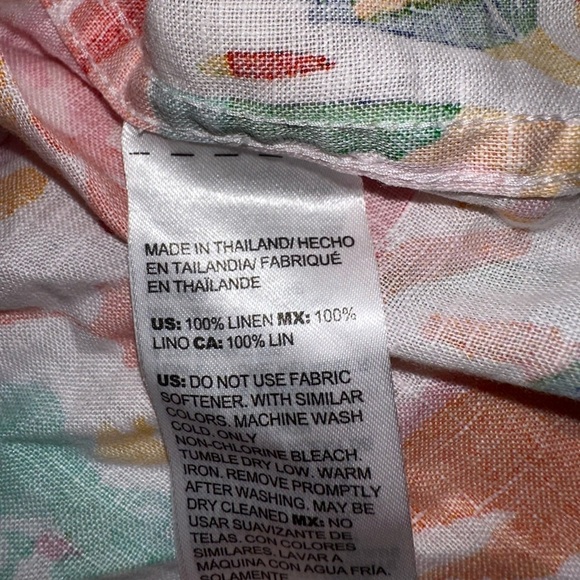 MADE IN THAILAND/ HECHO
EN TAILANDIA/ FABRIQUÉ
EN THAÏLANDE
US: 100% LINEN MX: 100%
LINO CA: 100% LIN
US: DO NOT USE FABRIC
SOFTENER. WITH SIMILAR
COLORS. MACHINE WASH
COLD. ONLY
NON-CHLORINE BLEACH.
TUMBLE DRY LOW. WARM
IRON. REMOVE PROMPTLY
AFTER WASHING. MAY BE
DRY CLEANED MX: NO
USAR SUAVIZANTE DE
TELAS. CON COLORES
SIMILARES. LAVAR A
MÁQUINA CON AGUA FRÍA.
SOLAMENTE